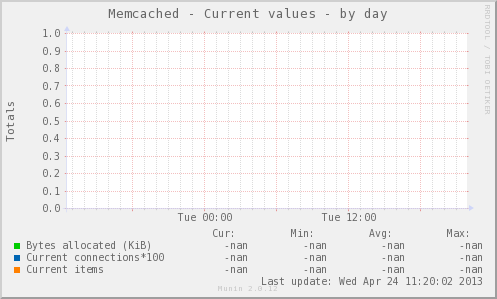 Memcached - Current values - by day
RRDTOOL / TOBI OETIKER
Totals
1.0
0.9
0.8
0.7
0.6
0.5
0.4
0.3
0.2
0.1
0.0
Tue 00:00 Tue 12:00
Cur: Min: Avg: Max:
Bytes allocated (KiB) -nan -nan -nan -nan
Current connections*100 -nan -nan -nan -nan
Current items -nan -nan -nan -nan
Last update: Wed Apr 24 11:20:02 2013
Munin 2.0.12